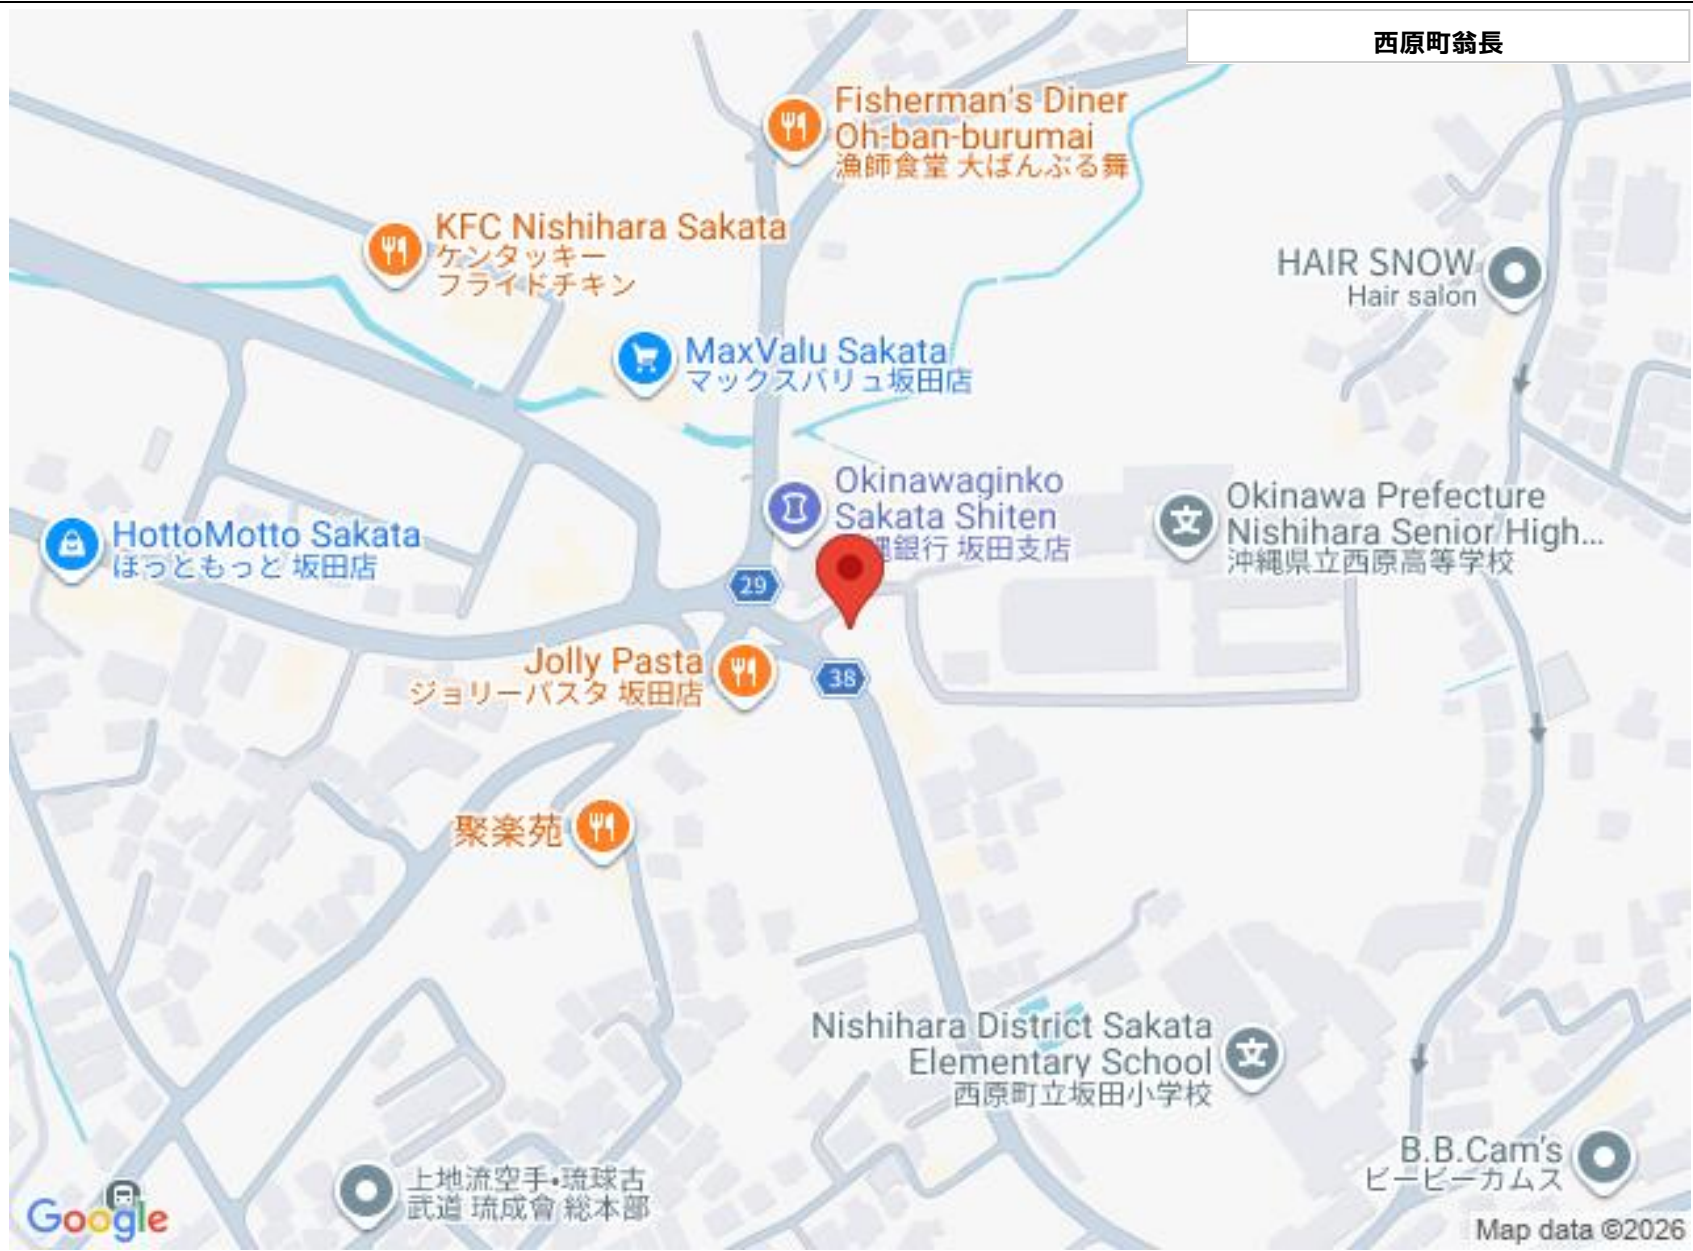 西原町翁長
Fisherman's Diner
Oh-ban-burumai
漁師食堂 大ばんぶる舞
KFC Nishihara Sakata
ケンタッキー
フライドチキン
HAIR SNOW
Hair salon
MaxValu Sakata
マックスバリュ坂田店
Okinawaginko
Sakata Shiten
縄銀行 坂田支店
Okinawa Prefecture
Nishihara Senior High...
沖縄県立西原高等学校
HottoMotto Sakata
ほっともっと 坂田店
29
Jolly Pasta
ジョリーパスタ 坂田店
38
聚楽苑
Nishihara District Sakata
Elementary School
西原町立坂田小学校
B.B.Cam's
ビービーカムス
上地流空手•琉球古
武道 琉成會 総本部
Google
Map data ©2026